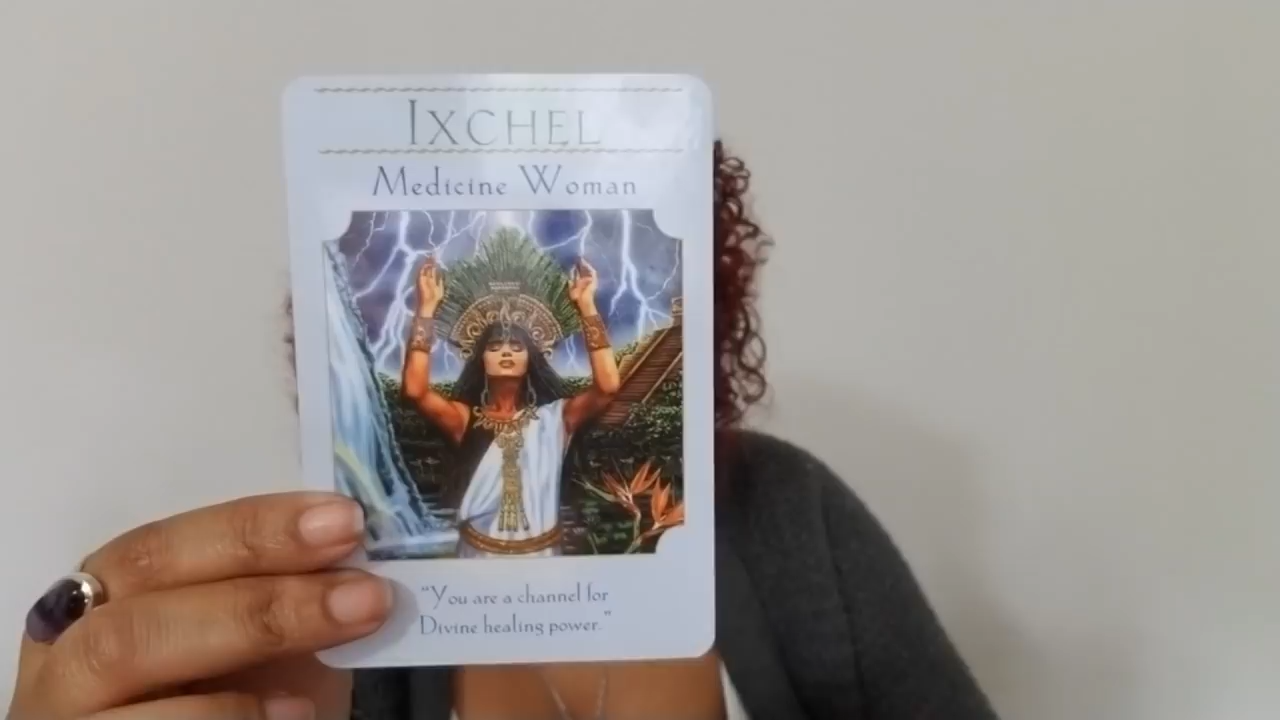 IXCHEL
Medicine Woman
"You are a channel for
Divine healing power."